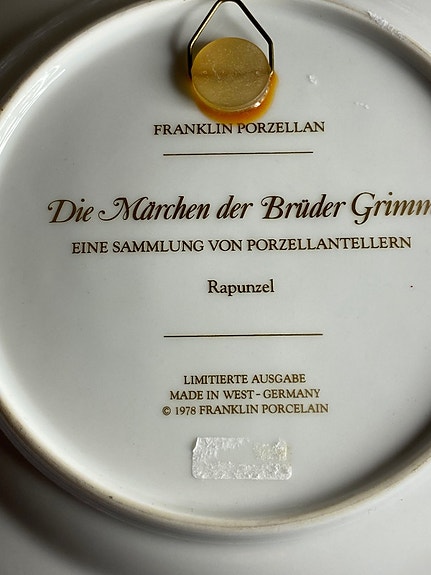 FRANKLIN PORZELLAN
Die Märchen der Brüder Grimm
EINE SAMMLUNG VON PORZELLANTELLERN
Rapunzel
LIMITIERTE AUSGABE
MADE IN WEST-GERMANY
© 1978 FRANKLIN PORCELAIN